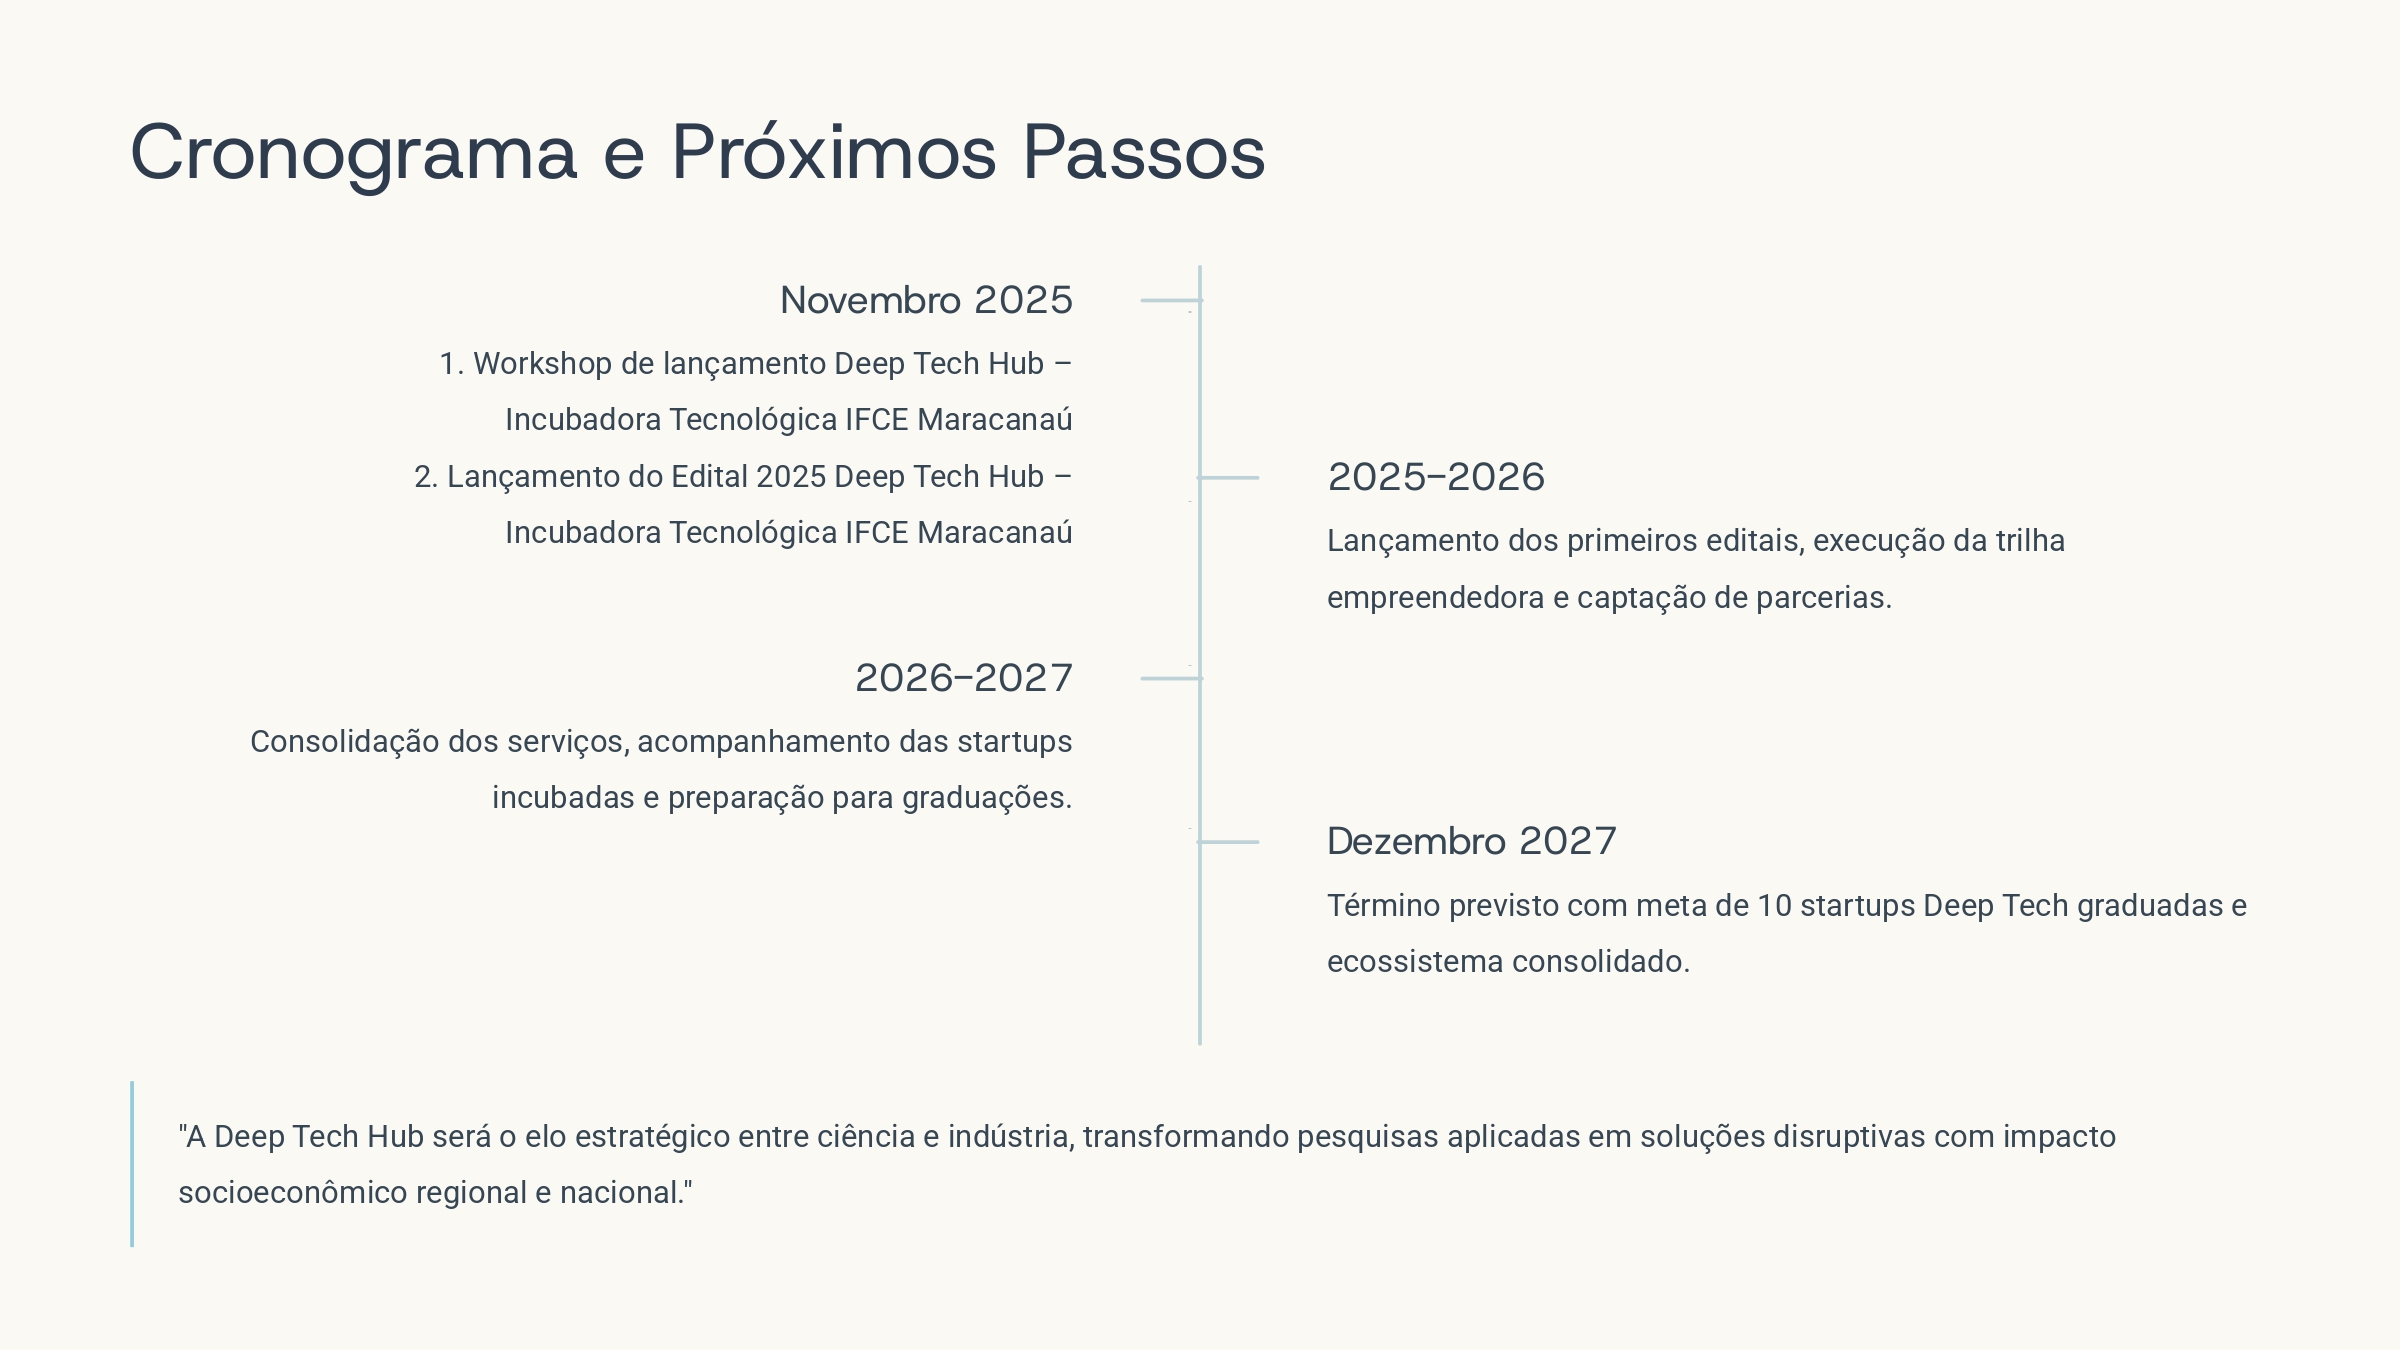 Cronograma e Próximos Passos
Novembro 2025
1. Workshop de lançamento Deep Tech Hub –
Incubadora Tecnológica IFCE Maracanaú
2. Lançamento do Edital 2025 Deep Tech Hub –
Incubadora Tecnológica IFCE Maracanaú
2025–2026
Lançamento dos primeiros editais, execução da trilha
empreendedora e captação de parcerias.
2026–2027
Consolidação dos serviços, acompanhamento das startups
incubadas e preparação para graduações.
Dezembro 2027
Término previsto com meta de 10 startups Deep Tech graduadas e
ecossistema consolidado.
"A Deep Tech Hub será o elo estratégico entre ciência e indústria, transformando pesquisas aplicadas em soluções disruptivas com impacto
socioeconômico regional e nacional."